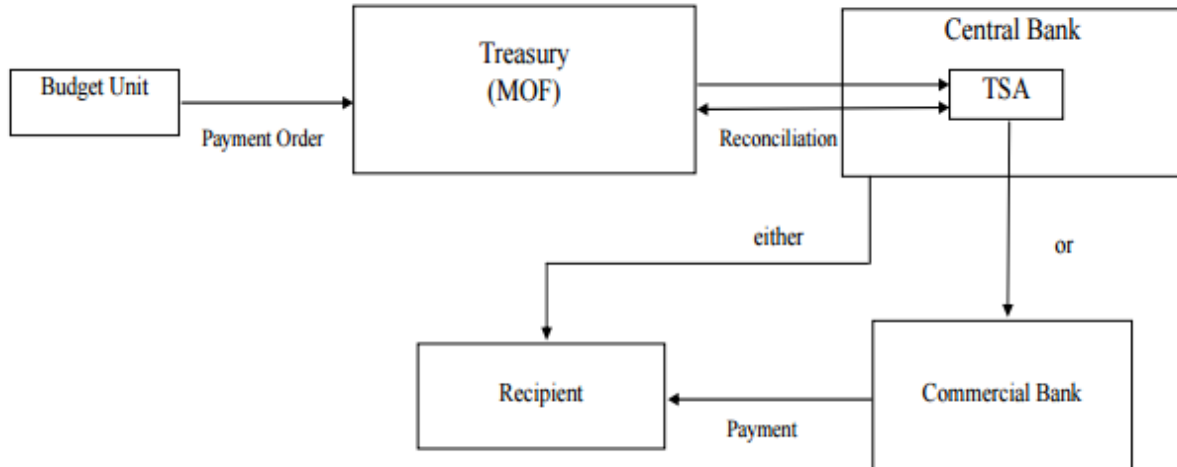 Budget Unit
Payment Order
Treasury
(MOF)
Reconciliation
Central Bank
TSA
either
or
Recipient
Payment
Commercial Bank